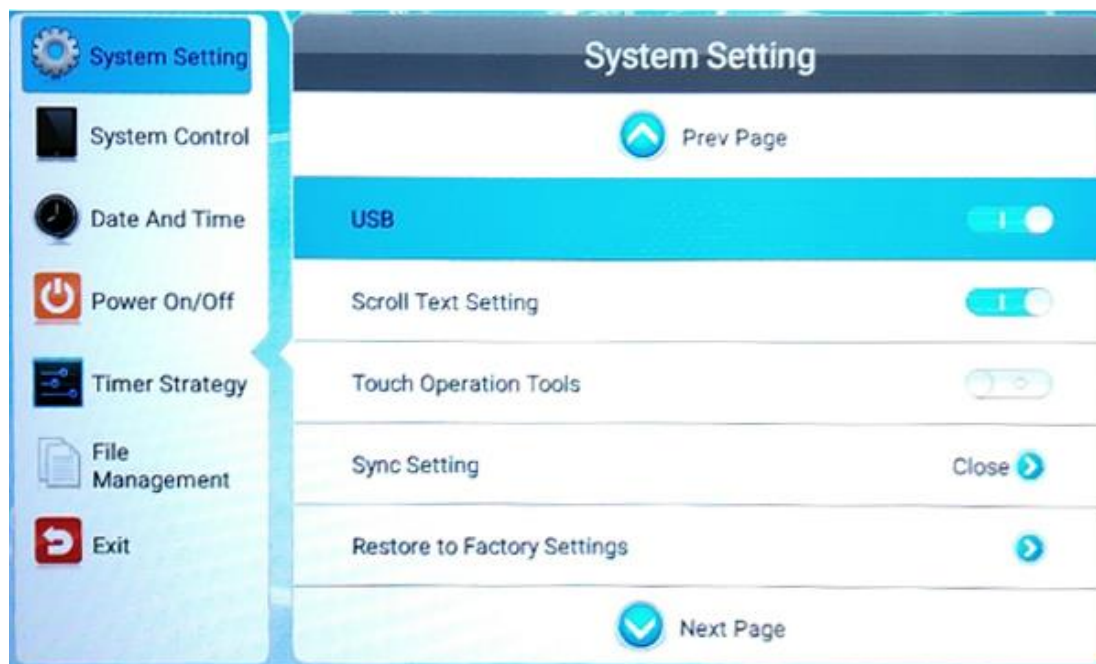 System Setting
System Control
Date And Time
Power On/Off
Timer Strategy
File
Management
Exit
System Setting
Prev Page
USB
Scroll Text Setting
Touch Operation Tools
Sync Setting
Close
Restore to Factory Settings
Next Page